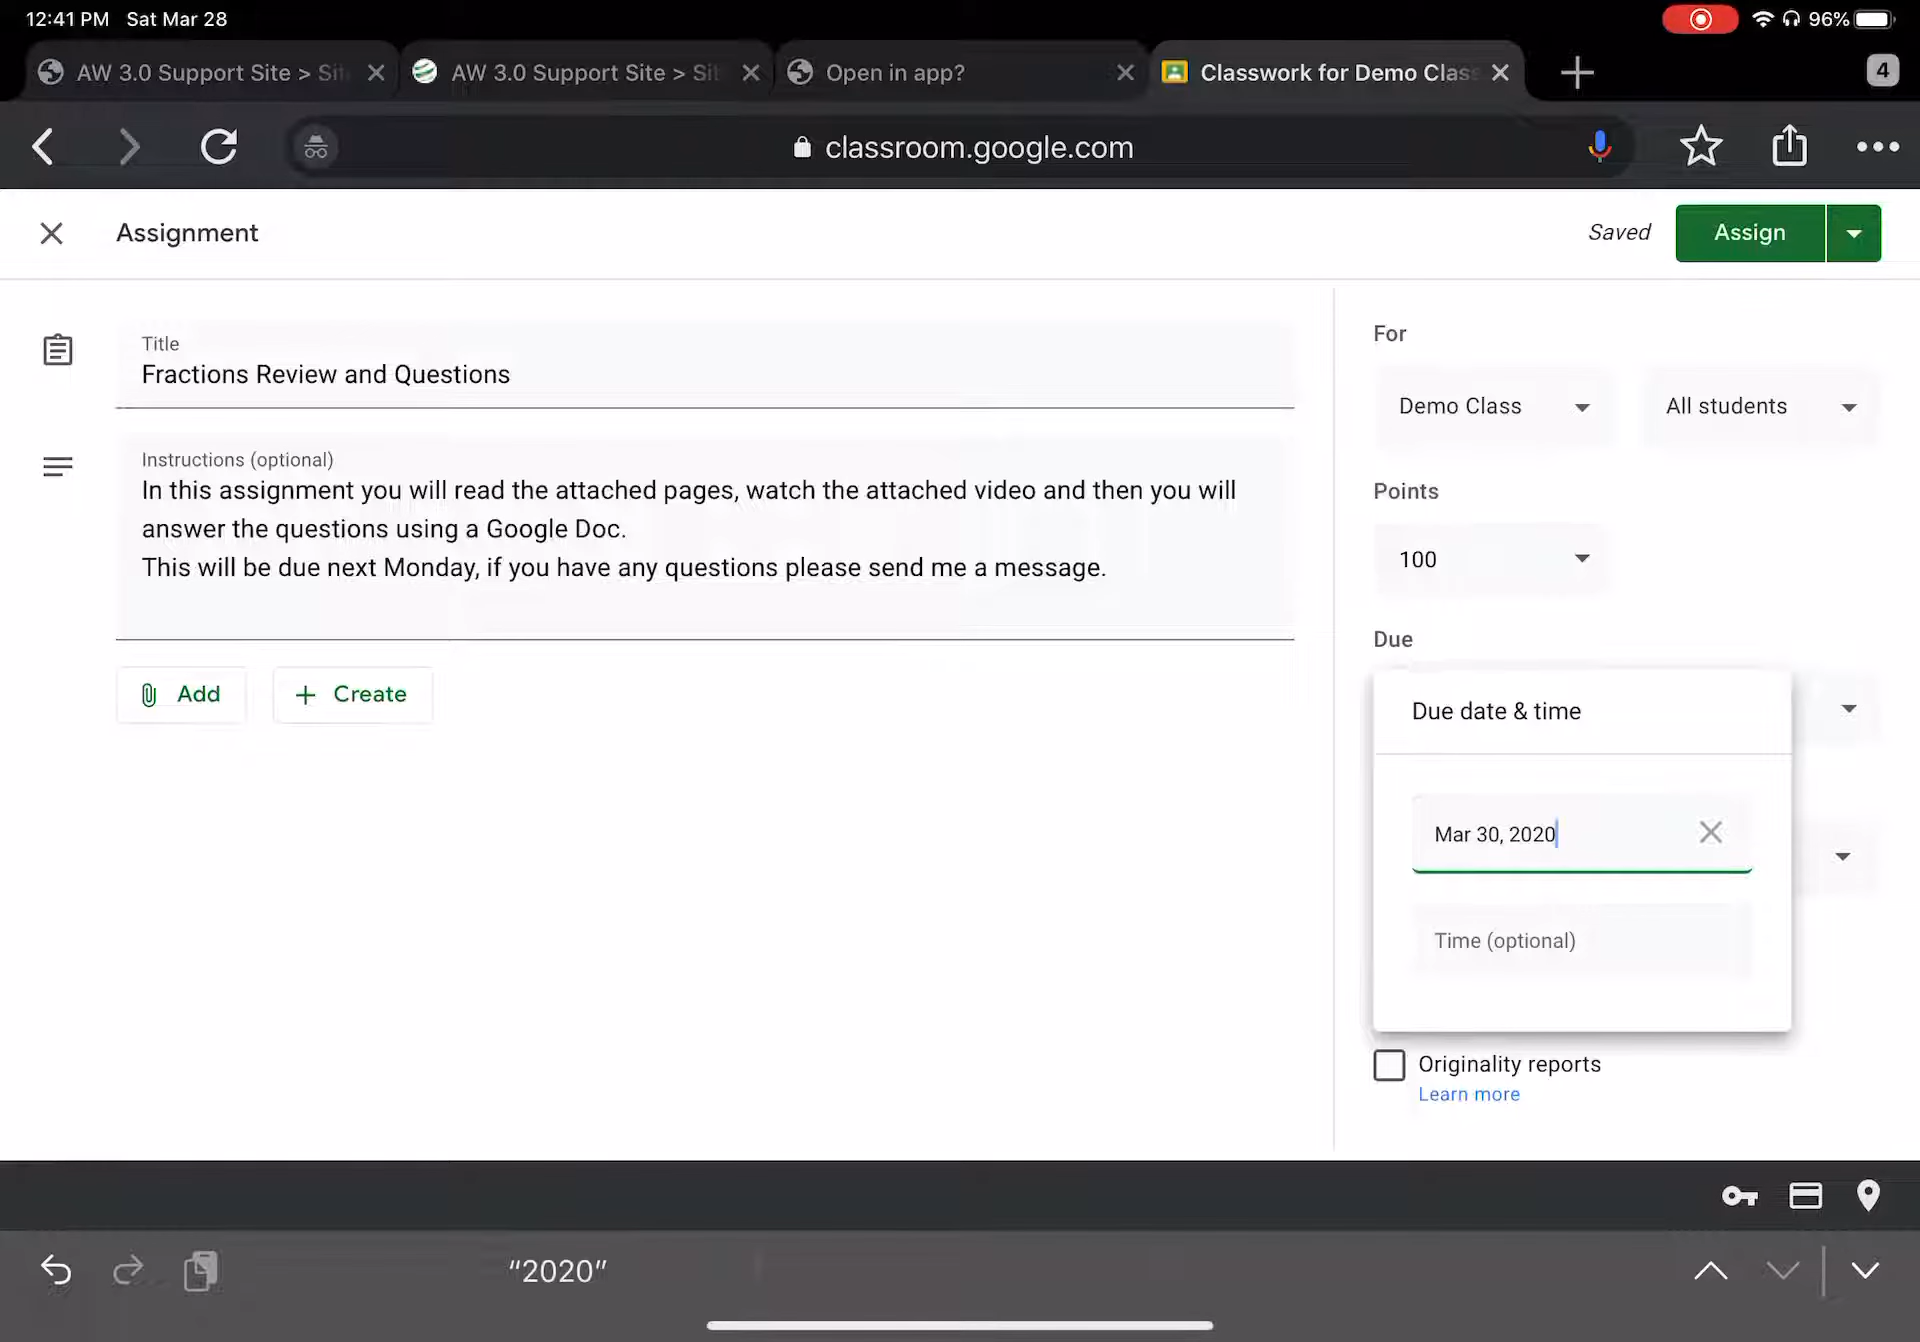 12:41 PM Sat Mar 28
96%
AW 3.0 Support Site > Sit
AW 3.0 Support Site > Sit
Open in app?
Classwork for Demo Clas
4
classroom.google.com
Assignment
Saved
Assign
Title
Fractions Review and Questions
Instructions (optional)
In this assignment you will read the attached pages, watch the attached video and then you will
answer the questions using a Google Doc.
This will be due next Monday, if you have any questions please send me a message.
Add
Create
For
Demo Class
All students
Points
100
Due
Due date & time
Mar 30, 2020
Time (optional)
Originality reports
Learn more
“2020”